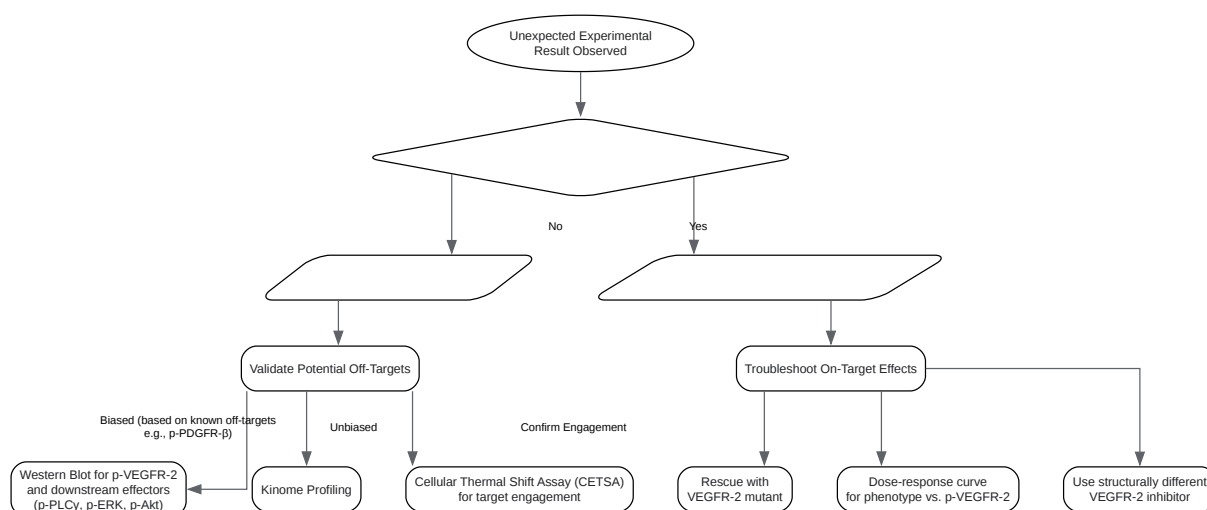 Unexpected Experimental
Result Observed
No
Yes
Validate Potential Off-Targets
Troubleshoot On-Target Effects
Biased (based on known off-targets
e.g., p-PDGFR-β)
Unbiased
Confirm Engagement
Western Blot for p-VEGFR-2
and downstream effectors
(p-PLCγ, p-ERK, p-Akt)
Kinome Profiling
Cellular Thermal Shift Assay (CETSA)
for target engagement
Rescue with
VEGFR-2 mutant
Dose-response curve
for phenotype vs. p-VEGFR-2
Use structurally different
VEGFR-2 inhibitor